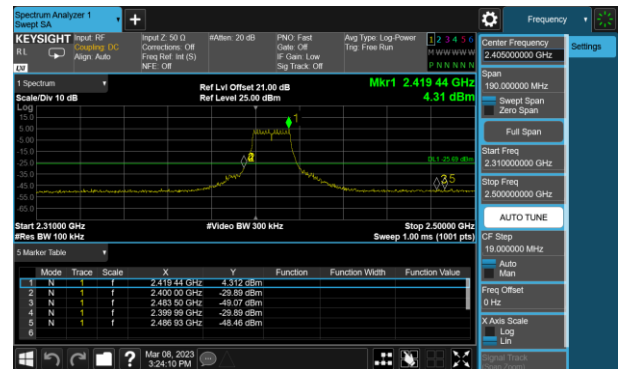 Spectrum Analyzer 1
Swept SA
Frequency
KEYSIGHT
RL
LXI
Input: RF
Coupling: DC
Align: Auto
Input Z: 50 Ω
Corrections: Off
Freq Ref: Int (S)
NFE: Off
#Atten: 20 dB
PNO: Fast
Gate: Off
IF Gain: Low
Sig Track: Off
Avg Type: Log-Power
Trig: Free Run
1 2 3 4 5 6
M W W W W W
P N N N N N
Center Frequency
2.405000000 GHz
Settings
Span
190.000000 MHz
Swept Span
Zero Span
Full Span
Start Freq
2.310000000 GHz
Stop Freq
2.500000000 GHz
AUTO TUNE
CF Step
19.000000 MHz
Auto
Man
Freq Offset
0 Hz
X Axis Scale
Log
Lin
Signal Track
(Span Zoom)
1 Spectrum
Scale/Div 10 dB
Ref Lvl Offset 21.00 dB
Ref Level 25.00 dBm
Mkr1 2.419 44 GHz
4.31 dBm
Log
15.0
5.00
-5.00
-15.0
-25.0
-35.0
-45.0
-55.0
-65.0
1
DL1 -25.69 dBm
Start 2.31000 GHz
#Res BW 100 kHz
#Video BW 300 kHz
Stop 2.50000 GHz
Sweep 1.00 ms (1001 pts)
5 Marker Table
Mode Trace Scale X Y Function Function Width Function Value
1 N 1 f 2.419 44 GHz 4.312 dBm
2 N 1 f 2.400 00 GHz -29.89 dBm
3 N 1 f 2.483 50 GHz -49.07 dBm
4 N 1 f 2.399 99 GHz -29.89 dBm
5 N 1 f 2.486 93 GHz -48.46 dBm
6
?
Mar 08, 2023
3:24:10 PM